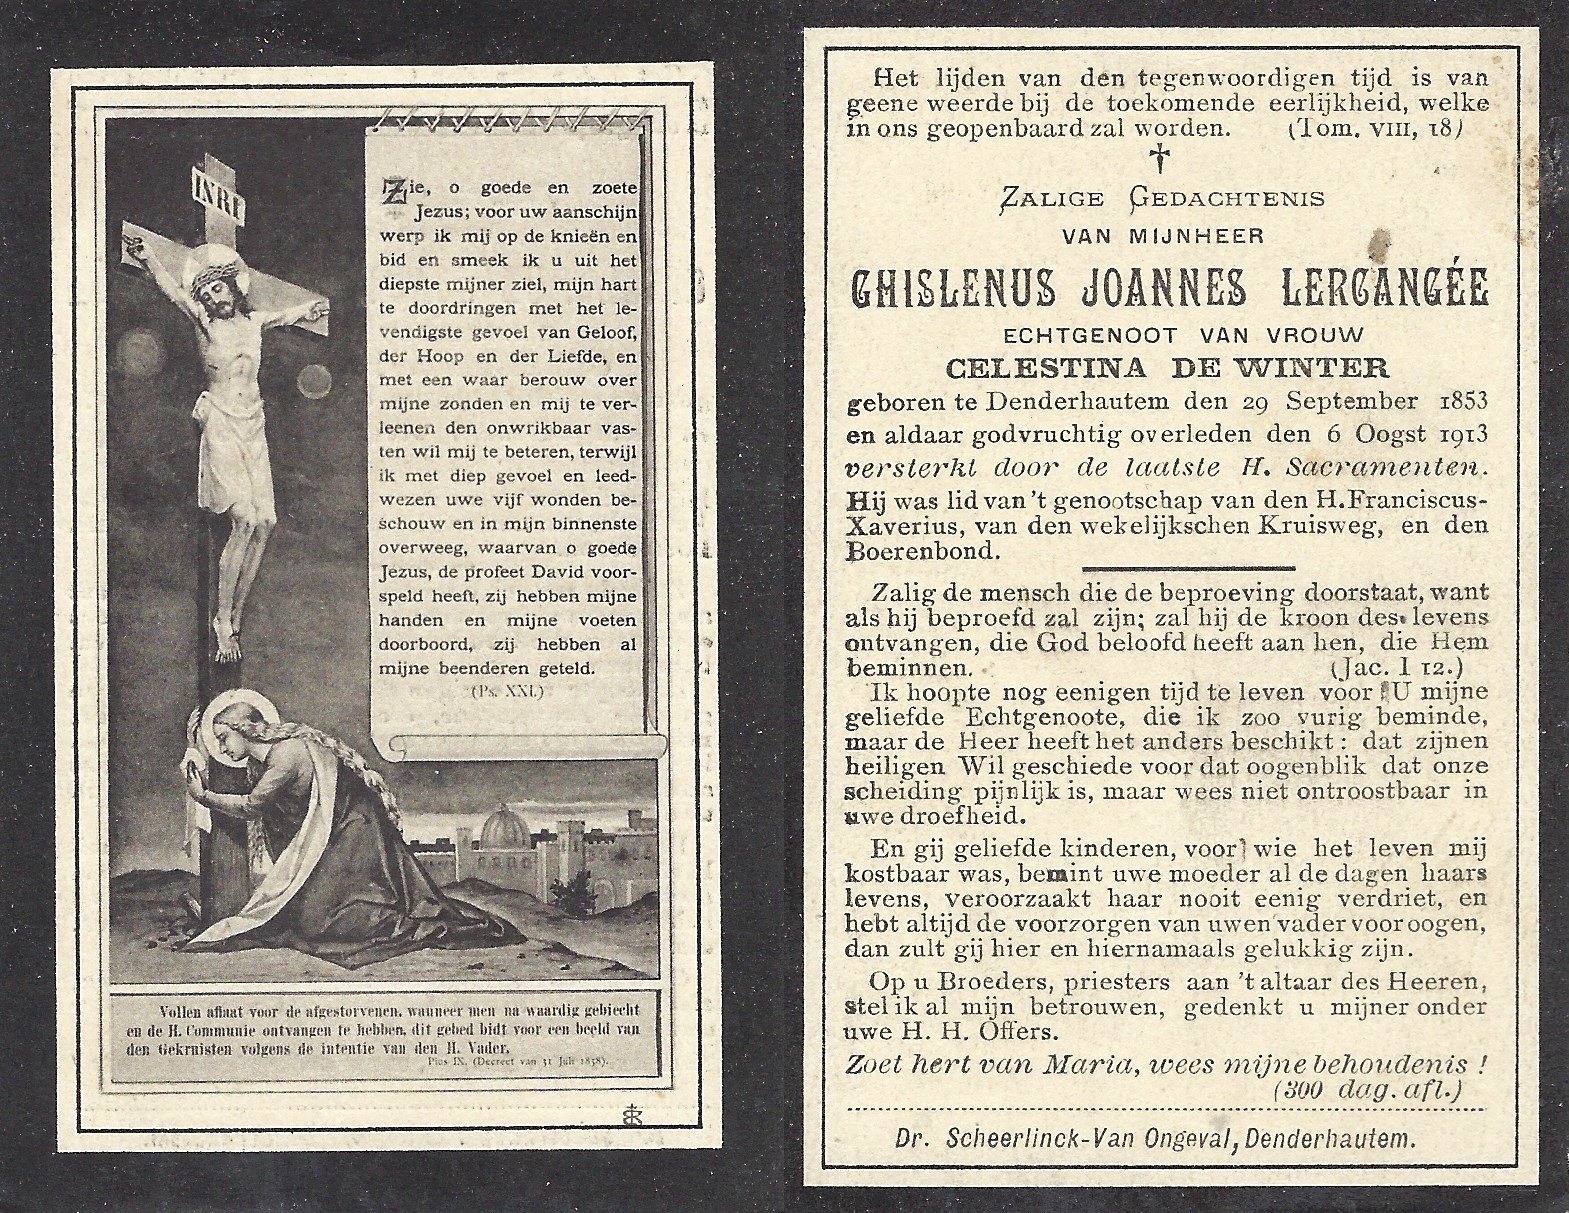 INRI
Zie, o goede en zoete
Jezus; voor uw aanschijn
werp ik mij op de knieën en
bid en smeek ik u uit het
diepste mijner ziel, mijn hart
te doordringen met het le-
vendigste gevoel van Geloof,
der Hoop en der Liefde, en
met een waar berouw over
mijne zonden en mij te ver-
leenen den onwrikbaar vas-
ten wil mij te beteren, terwijl
ik met diep gevoel en leed-
wezen uwe vijf wonden be-
schouw en in mijn binnenste
overweeg, waarvan o goede
Jezus, de profeet David voor-
speld heeft, zij hebben mijne
handen en mijne voeten
doorboord, zij hebben al
mijne beenderen geteld.
(Ps. XXI.)
Vollen aflaat voor de afgestorvenen, wanneer men na waardig gebiecht
en de H. Communie ontvangen te hebben, dit gebed bidt voor een beeld van
den Gekruisten volgens de intentie van den H. Vader.
Pius IX. (Decreet van 31 Juli 1858).
Het lijden van den tegenwoordigen tijd is van
geene weerde bij de toekomende eerlijkheid, welke
in ons geopenbaard zal worden. (Tom. VIII, 18)
ZALIGE GEDACHTENIS
VAN MIJNHEER
GHISLENUS JOANNES LERGANGÉE
ECHTGENOOT VAN VROUW
CELESTINA DE WINTER
geboren te Denderhautem den 29 September 1853
en aldaar godvruchtig overleden den 6 Oogst 1913
versterkt door de laatste H. Sacramenten.
Hij was lid van 't genootschap van den H. Franciscus-
Xaverius, van den wekelijkschen Kruisweg, en den
Boerenbond.
Zalig de mensch die de beproeving doorstaat, want
als hij beproefd zal zijn; zal hij de kroon des levens
ontvangen, die God beloofd heeft aan hen, die Hem
beminnen. (Jac. I 12.)
Ik hoopte nog eenigen tijd te leven voor U mijne
geliefde Echtgenoote, die ik zoo vurig beminde,
maar de Heer heeft het anders beschikt : dat zijnen
heiligen Wil geschiede voor dat oogenblik dat onze
scheiding pijnlijk is, maar wees niet ontroostbaar in
uwe droefheid.
En gij geliefde kinderen, voor wie het leven mij
kostbaar was, bemint uwe moeder al de dagen haars
levens, veroorzaakt haar nooit eenig verdriet, en
hebt altijd de voorzorgen van uwen vader voor oogen,
dan zult gij hier en hiernamaals gelukkig zijn.
Op u Broeders, priesters aan 't altaar des Heeren,
stel ik al mijn betrouwen, gedenkt u mijner onder
uwe H. H. Offers.
Zoet hert van Maria, wees mijne behoudenis !
(300 dag. afl.)
Dr. Scheerlinck-Van Ongeval, Denderhautem.